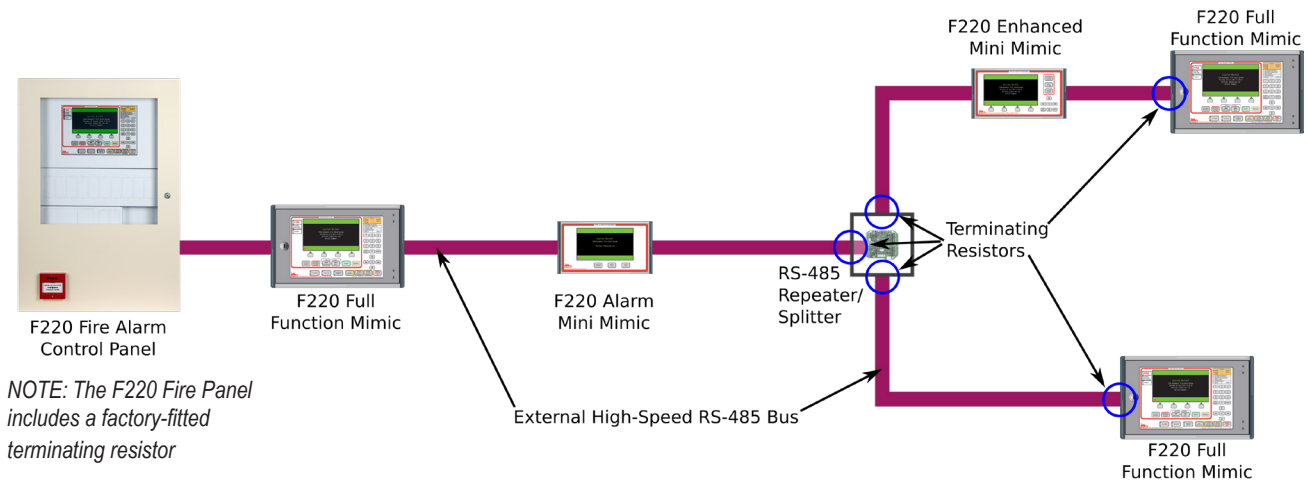 F220 Enhanced
Mini Mimic
F220 Full
Function Mimic
F220 Fire Alarm
Control Panel
F220 Full
Function Mimic
F220 Alarm
Mini Mimic
RS-485
Repeater/
Splitter
Terminating
Resistors
NOTE: The F220 Fire Panel
includes a factory-fitted
terminating resistor
External High-Speed RS-485 Bus
F220 Full
Function Mimic